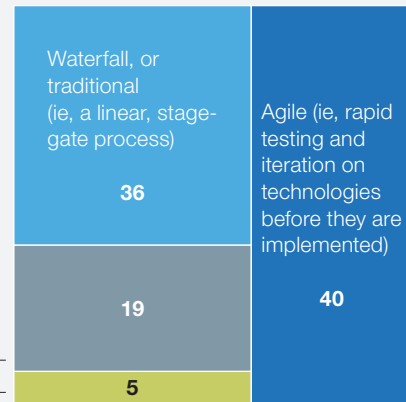 Waterfall, or
traditional
(ie, a linear, stage-
gate process)
36
19
5
Agile (ie, rapid
testing and
iteration on
technologies
before they are
implemented)
40